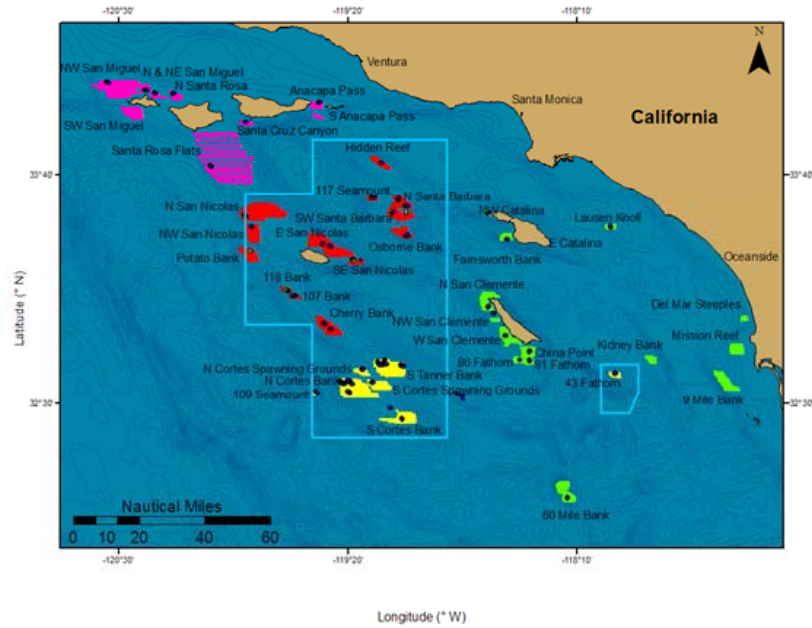 -120°30'
-119°20'
-118°10'
N
Ventura
NW San Miguel
N & NE San Miguel
N Santa Rosa
Anacapa Pass
Santa Monica
California
SW San Miguel
S Anacapa Pass
Santa Cruz Canyon
Santa Rosa Flats
Hidden Reef
33°40'
33°40'
117 Seamount
N Santa Barbara
N San Nicolas
SW Santa Barbara
NW Catalina
Lausen Knoll
NW San Nicolas
E San Nicolas
Osborne Bank
E Catalina
Potato Bank
Farnsworth Bank
Oceanside
SE San Nicolas
118 Bank
N San Clemente
107 Bank
Del Mar Steeples
Cherry Bank
NW San Clemente
W San Clemente
Mission Reef
Kidney Bank
China Point
N Cortes Spawning Grounds
86 Fathom
81 Fathom
S Tanner Bank
43 Fathom
N Cortes Bank
S Cortes Spawning Grounds
109 Seamount
32°30'
32°30'
9 Mile Bank
S Cortes Bank
Nautical Miles
0 10 20 40 60
60 Mile Bank
-120°30'
-119°20'
-118°10'
Latitude (° N)
Longitude (° W)